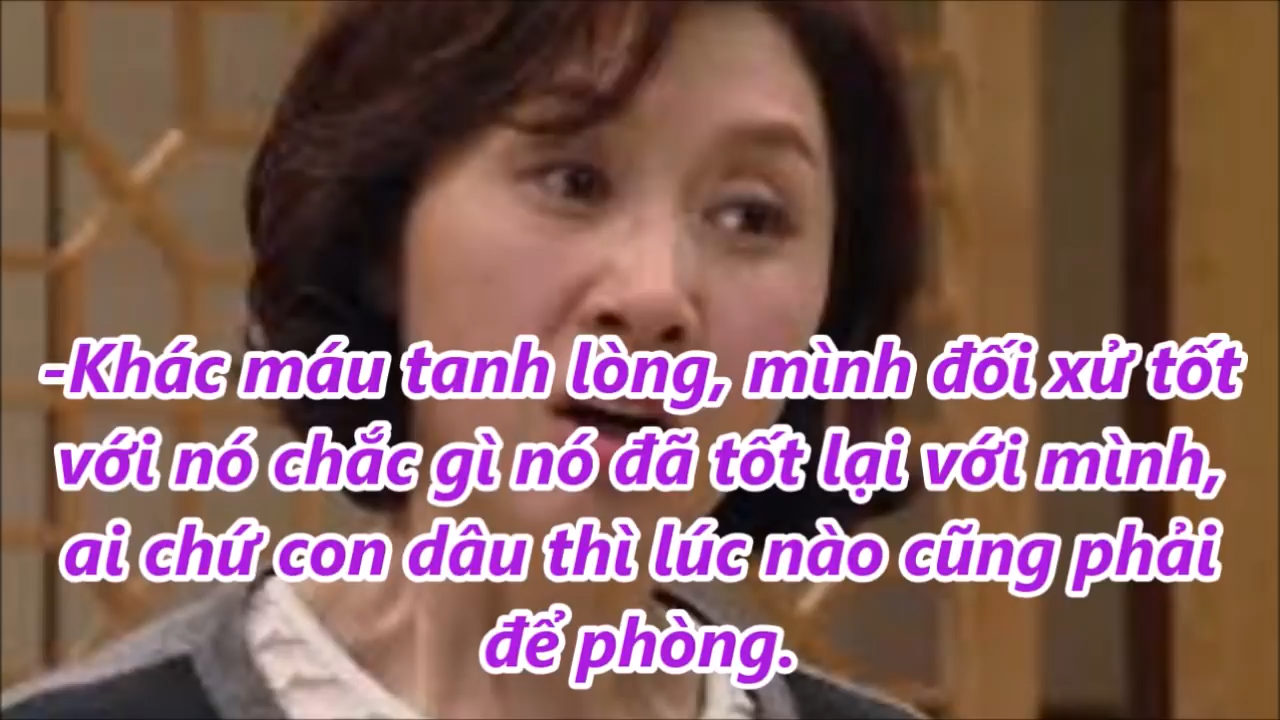 -Khác máu tanh lòng, mình đối xử tốt
với nó chắc gì nó đã tốt lại với mình,
ai chứ con dâu thì lúc nào cũng phải
để phòng.